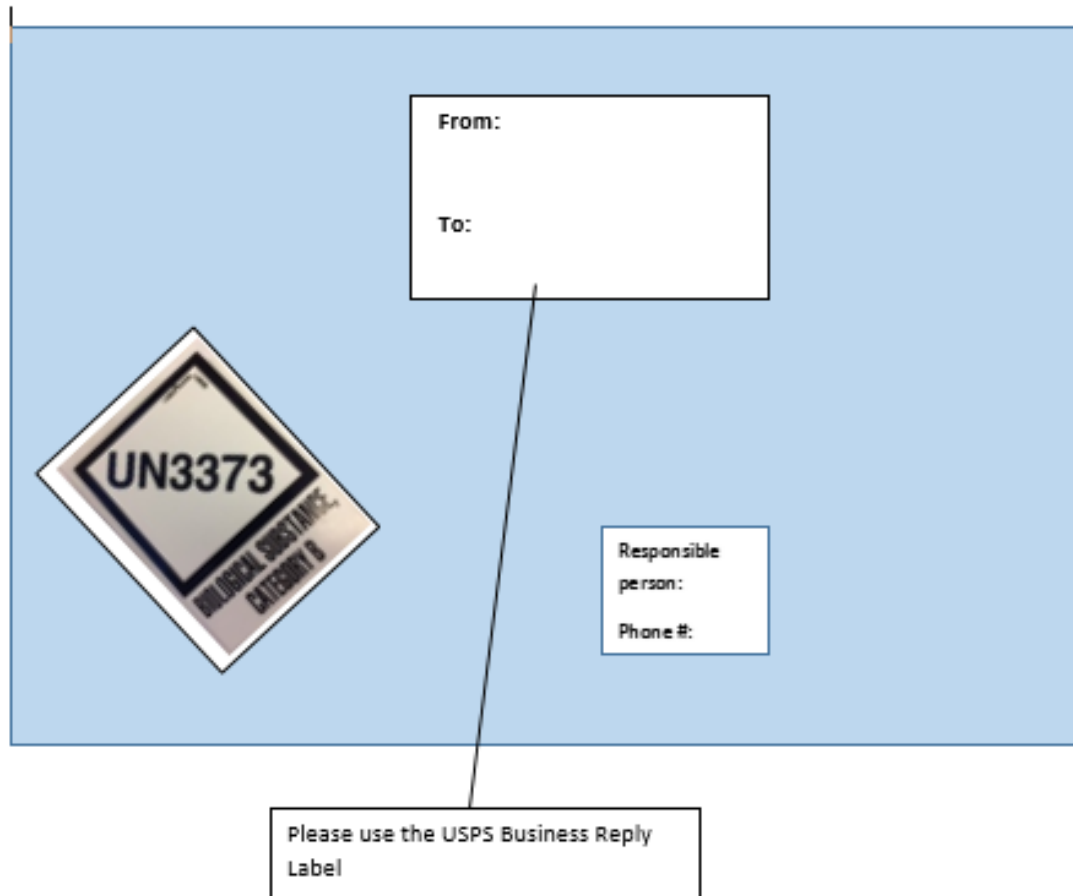 From:
To:
UN3373
BIOLOGICAL SUBSTANCE,
CATEGORY B
Responsible
person:
Phone #:
Please use the USPS Business Reply
Label